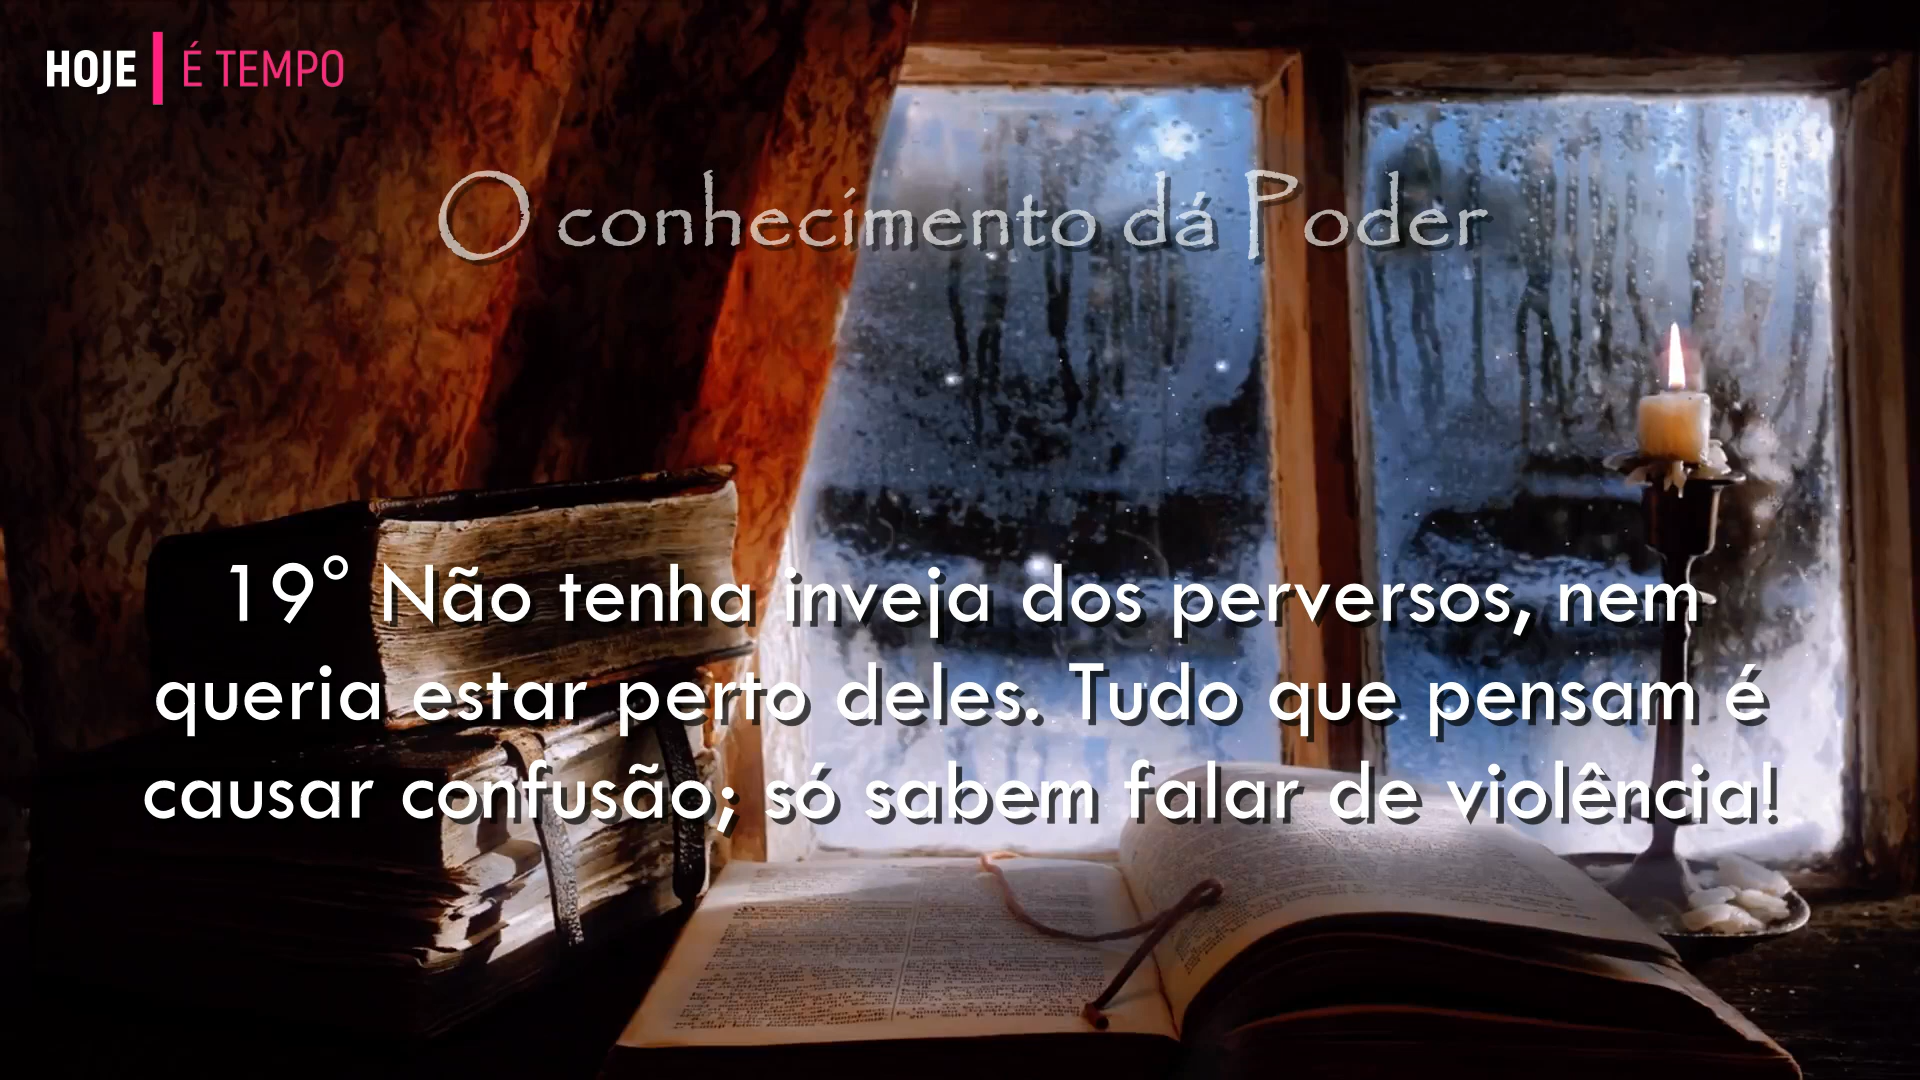 HOJE É TEMPO
O conhecimento dá Poder
19° Não tenha inveja dos perversos, nem
queria estar perto deles. Tudo que pensam é
causar confusão; só sabem falar de violência!